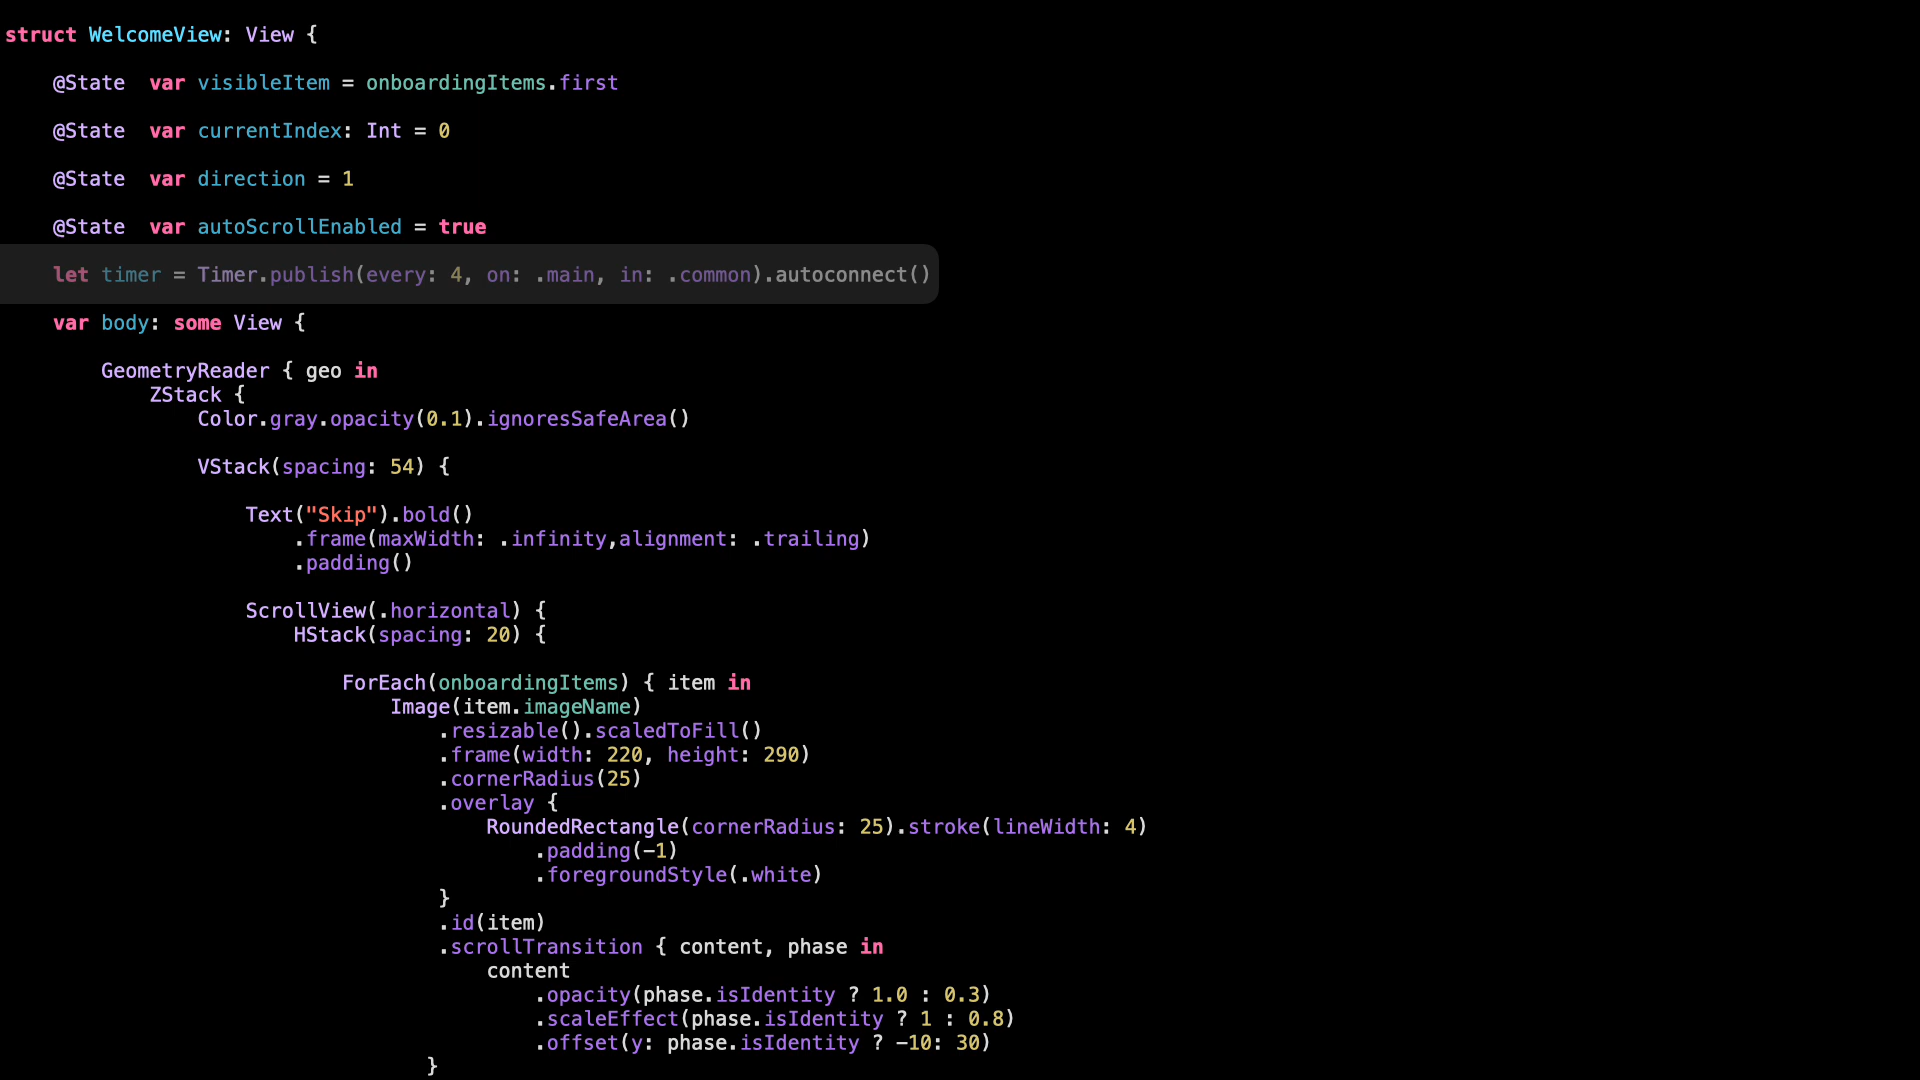 struct WelcomeView: View {
@State  var visibleItem = onboardingItems.first
@State  var currentIndex: Int = 0
@State  var direction = 1
@State  var autoScrollEnabled = true
let timer = Timer.publish(every: 4, on: .main, in: .common).autoconnect()
var body: some View {
GeometryReader { geo in
ZStack {
Color.gray.opacity(0.1).ignoresSafeArea()
VStack(spacing: 54) {
Text("Skip").bold()
.frame(maxWidth: .infinity,alignment: .trailing)
.padding()
ScrollView(.horizontal) {
HStack(spacing: 20) {
ForEach(onboardingItems) { item in
Image(item.imageName)
.resizable().scaledToFill()
.frame(width: 220, height: 290)
.cornerRadius(25)
.overlay {
RoundedRectangle(cornerRadius: 25).stroke(lineWidth: 4)
.padding(-1)
.foregroundStyle(.white)
}
.id(item)
.scrollTransition { content, phase in
content
.opacity(phase.isIdentity ? 1.0 : 0.3)
.scaleEffect(phase.isIdentity ? 1 : 0.8)
.offset(y: phase.isIdentity ? -10: 30)
}